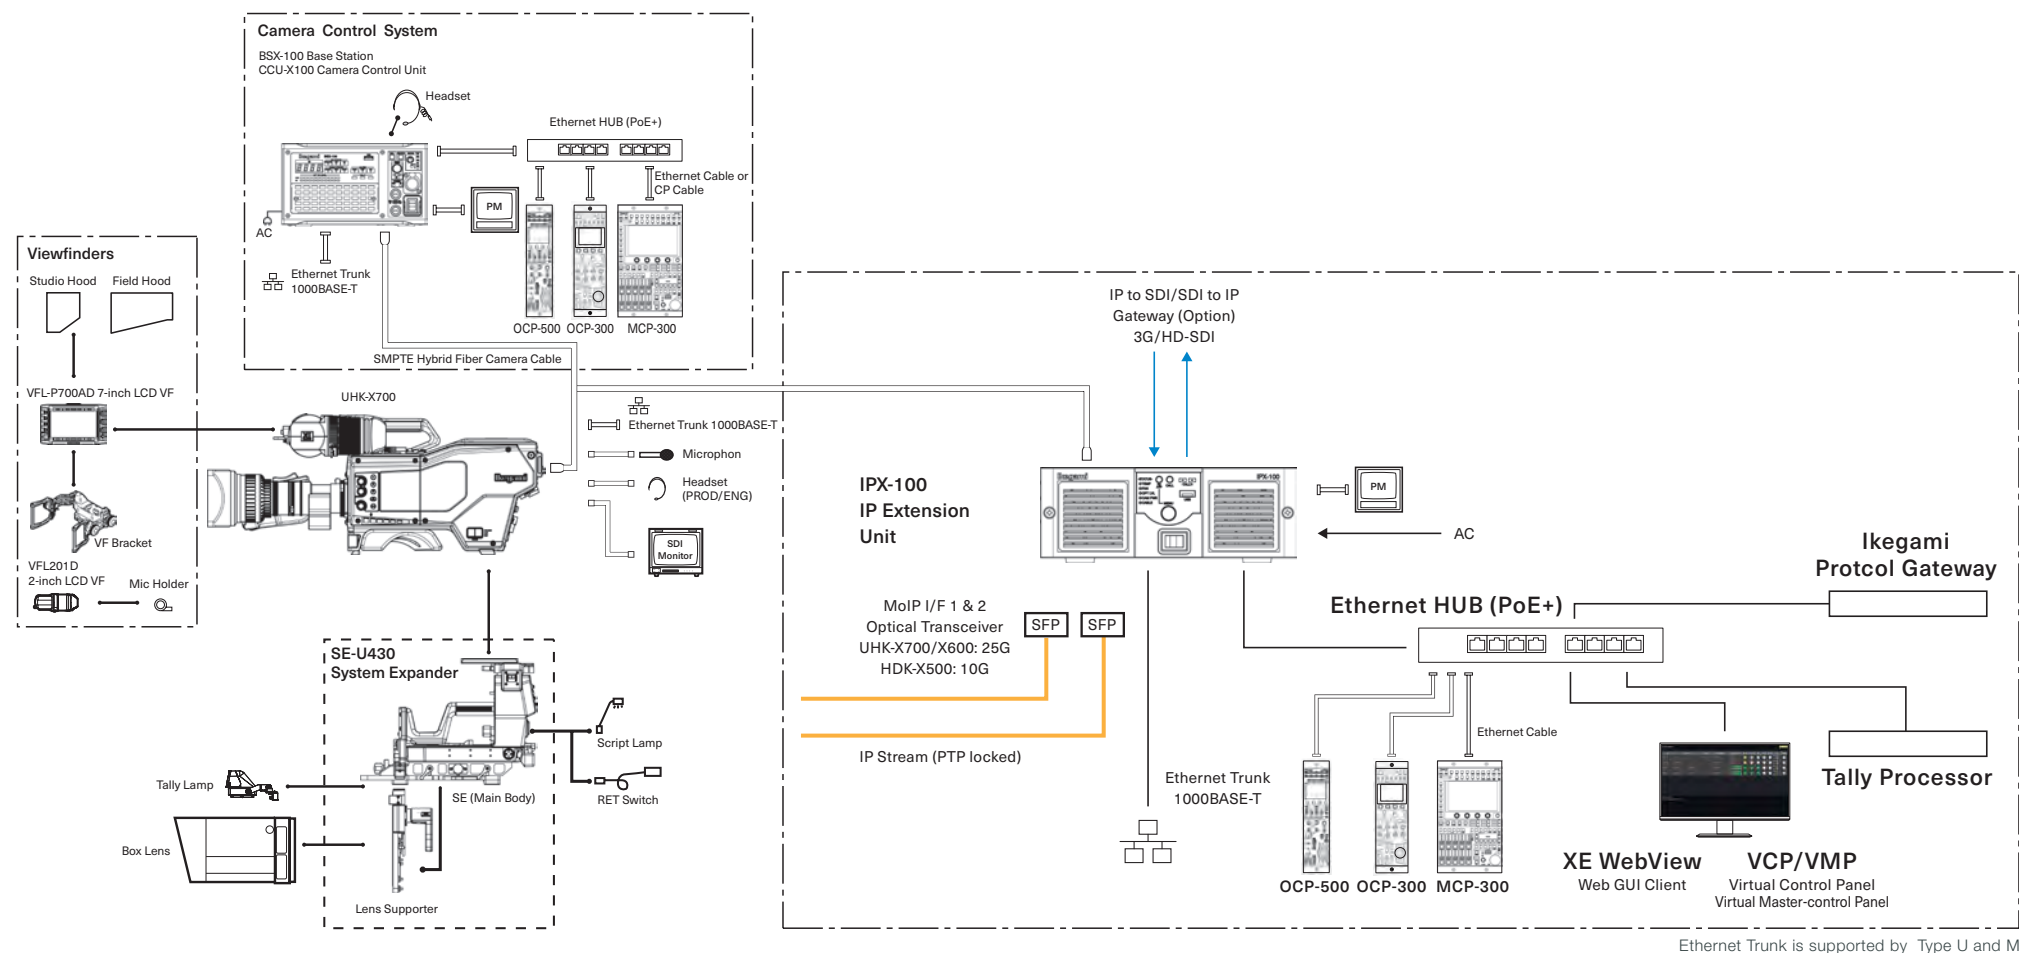 Camera Control System
BSX-100 Base Station
CCU-X100 Camera Control Unit
Headset
Ethernet HUB (PoE+)
Ikegami
Ethernet Cable or
CP Cable
PM
AC
Ethernet Trunk
1000BASE-T
OCP-500 OCP-300 MCP-300
SMPTE Hybrid Fiber Camera Cable
Viewfinders
Studio Hood Field Hood
VFL-P700AD 7-inch LCD VF
VF Bracket
VFL201D
2-inch LCD VF
Mic Holder
UHK-X700
Ikegami
Ethernet Trunk 1000BASE-T
Microphon
Headset
(PROD/ENG)
SDI
Monitor
SE-U430
System Expander
Script Lamp
RET Switch
SE (Main Body)
Tally Lamp
Box Lens
Lens Supporter
IP to SDI/SDI to IP
Gateway (Option)
3G/HD-SDI
IPX-100
IP Extension
Unit
Ikegami
IPX-100
PM
AC
MoIP I/F 1 & 2
Optical Transceiver
UHK-X700/X600: 25G
HDK-X500: 10G
SFP SFP
IP Stream (PTP locked)
Ethernet Trunk
1000BASE-T
Ikegami
Protcol Gateway
Ethernet HUB (PoE+)
Ethernet Cable
Tally Processor
OCP-500 OCP-300 MCP-300
XE WebView
Web GUI Client
VCP/VMP
Virtual Control Panel
Virtual Master-control Panel
Ethernet Trunk is supported by Type U and M